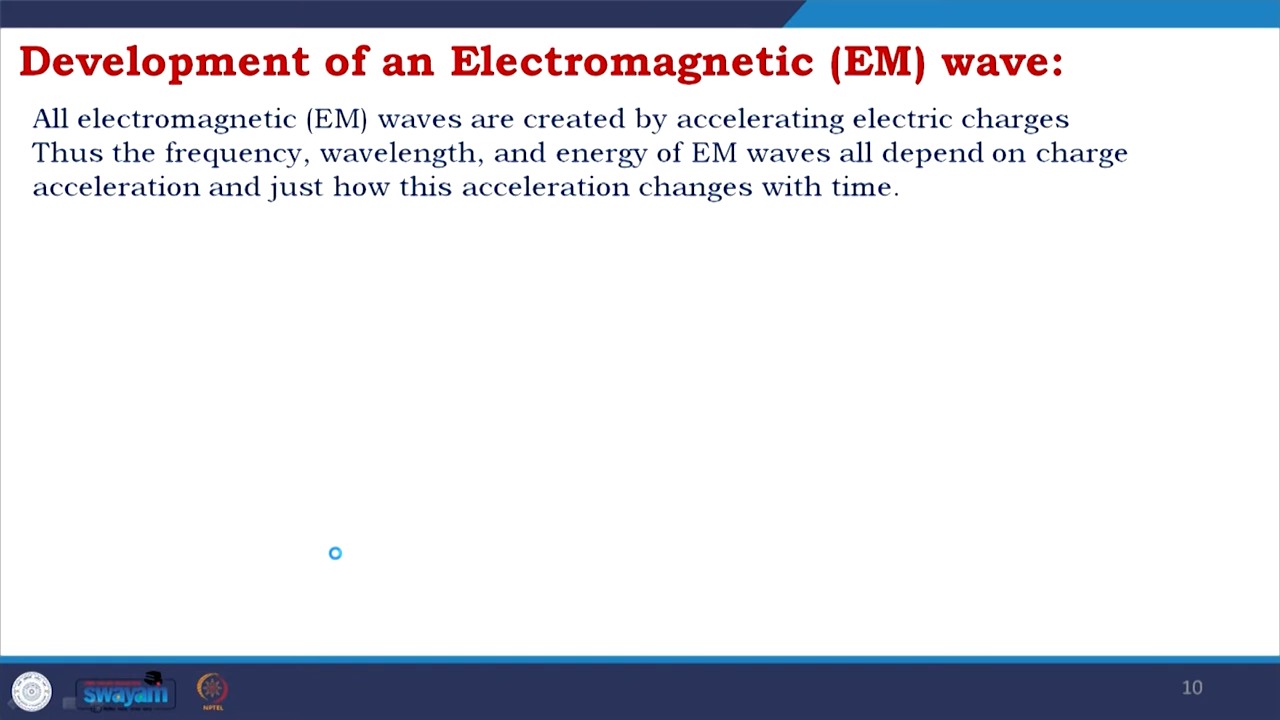 Development of an Electromagnetic (EM) wave:
All electromagnetic (EM) waves are created by accelerating electric charges
Thus the frequency, wavelength, and energy of EM waves all depend on charge
acceleration and just how this acceleration changes with time.
swayam
NPTEL
10